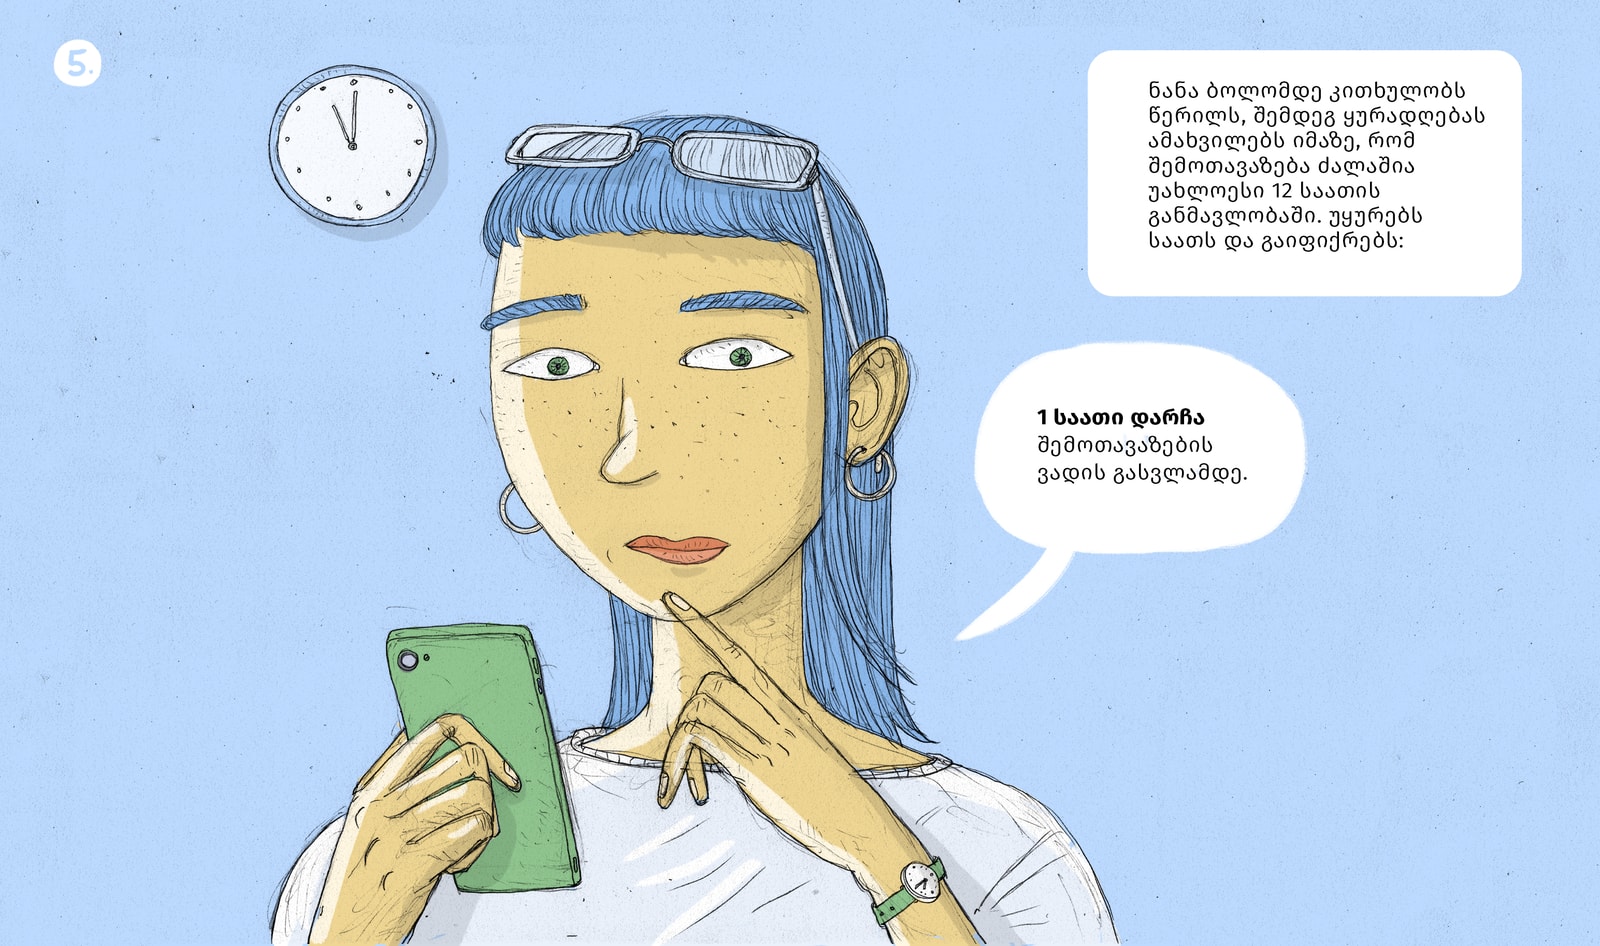 5.
ნანა ბოლომდე კითხულობს
წერილს, შემდეგ ყურადღებას
ამახვილებს იმაზე, რომ
შემოთავაზება ძალაშია
უახლოესი 12 საათის
განმავლობაში. უყურებს
საათს და გაიფიქრებს:
1 საათი დარჩა
შემოთავაზების
ვადის გასვლამდე.